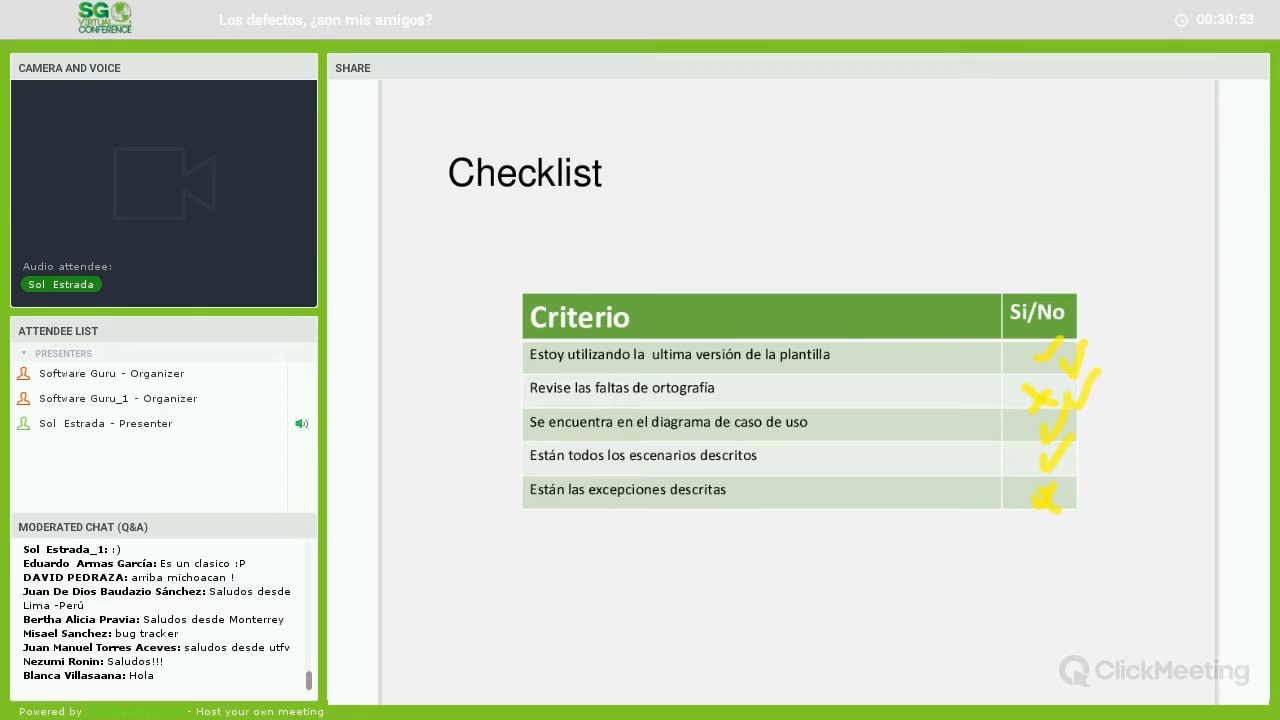 SG
VIRTUAL
CONFERENCE
Los defectos, ¿son mis amigos?
00:30:53
CAMERA AND VOICE
Audio attendee:
Sol Estrada
ATTENDEE LIST
PRESENTERS
Software Guru - Organizer
Software Guru_1 - Organizer
Sol Estrada - Presenter
MODERATED CHAT (Q&A)
Sol Estrada_1: :)
Eduardo Armas García: Es un clasico :P
DAVID PEDRAZA: arriba michoacan !
Juan De Dios Baudazio Sánchez: Saludos desde
Lima -Perú
Bertha Alicia Pravia: Saludos desde Monterrey
Misael Sanchez: bug tracker
Juan Manuel Torres Aceves: saludos desde utfv
Nezumi Ronin: Saludos!!!
Blanca Villasaana: Hola
Powered by - Host your own meeting
SHARE
Checklist
Criterio Si/No
Estoy utilizando la ultima versión de la plantilla
Revise las faltas de ortografía
Se encuentra en el diagrama de caso de uso
Están todos los escenarios descritos
Están las excepciones descritas
ClickMeeting